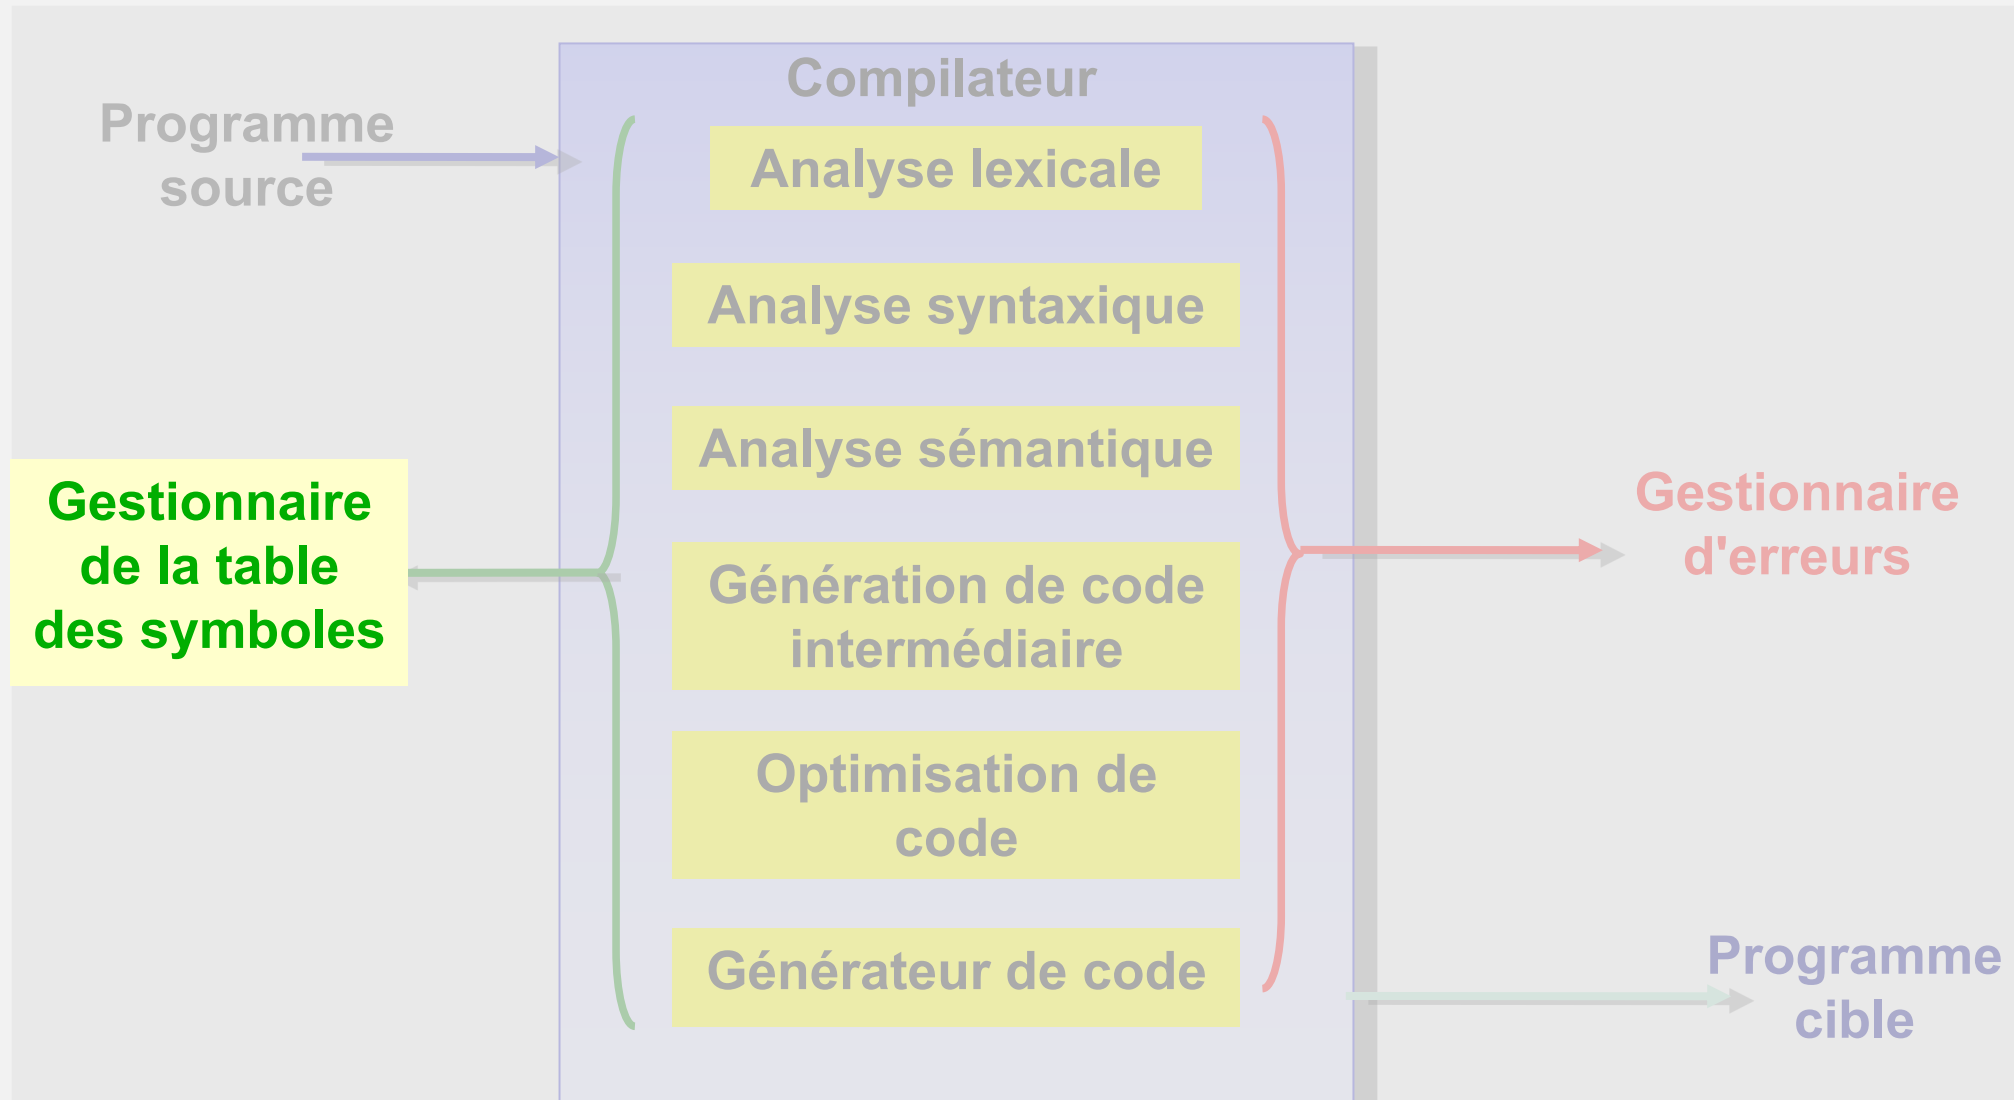 Compilateur
Programme
source
Analyse lexicale
Analyse syntaxique
Analyse sémantique
Gestionnaire
de la table
des symboles
Génération de code
intermédiaire
Gestionnaire
d'erreurs
Optimisation de
code
Générateur de code
Programme
cible